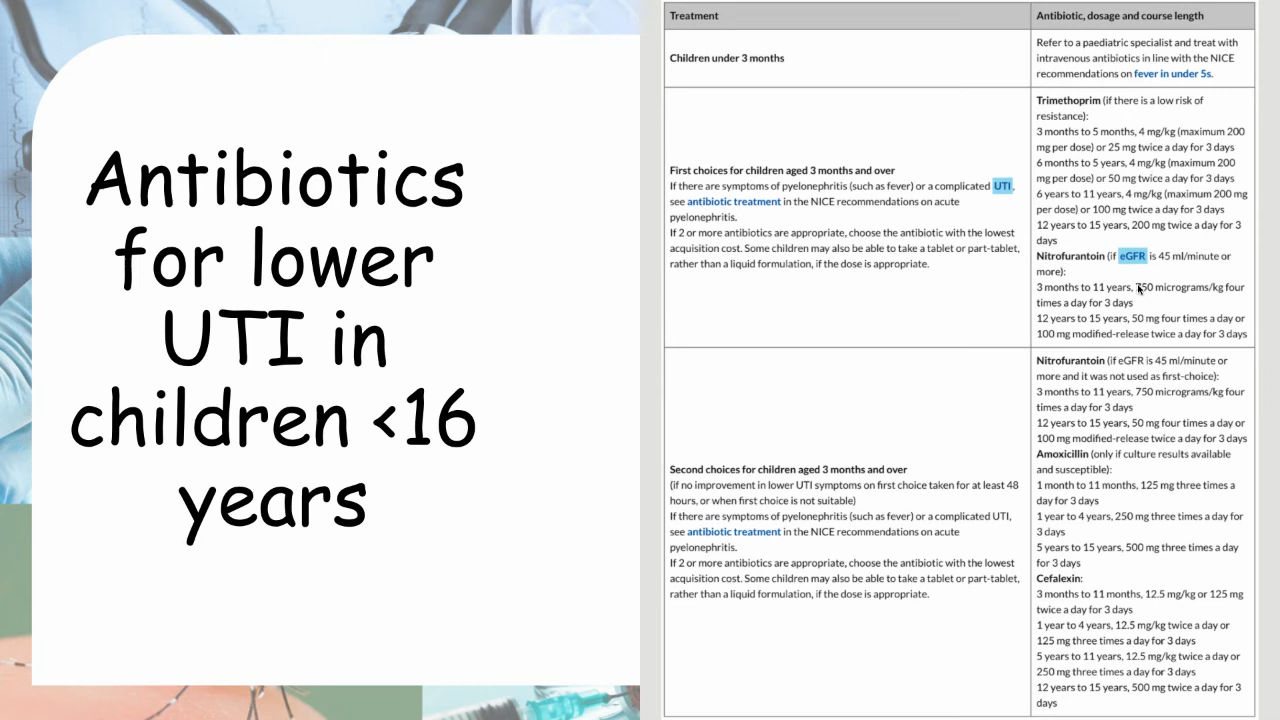 Antibiotics
for lower
UTI in
children <16
years
Treatment
Antibiotic, dosage and course length
Children under 3 months
Refer to a paediatric specialist and treat with
intravenous antibiotics in line with the NICE
recommendations on fever in under 5s.
First choices for children aged 3 months and over
If there are symptoms of pyelonephritis (such as fever) or a complicated UTI,
see antibiotic treatment in the NICE recommendations on acute
pyelonephritis.
If 2 or more antibiotics are appropriate, choose the antibiotic with the lowest
acquisition cost. Some children may also be able to take a tablet or part-tablet,
rather than a liquid formulation, if the dose is appropriate.
Trimethoprim (if there is a low risk of
resistance):
3 months to 5 months, 4 mg/kg (maximum 200
mg per dose) or 25 mg twice a day for 3 days
6 months to 5 years, 4 mg/kg (maximum 200
mg per dose) or 50 mg twice a day for 3 days
6 years to 11 years, 4 mg/kg (maximum 200 mg
per dose) or 100 mg twice a day for 3 days
12 years to 15 years, 200 mg twice a day for 3
days
Nitrofurantoin (if eGFR is 45 ml/minute or
more):
3 months to 11 years, 750 micrograms/kg four
times a day for 3 days
12 years to 15 years, 50 mg four times a day or
100 mg modified-release twice a day for 3 days
Second choices for children aged 3 months and over
(if no improvement in lower UTI symptoms on first choice taken for at least 48
hours, or when first choice is not suitable)
If there are symptoms of pyelonephritis (such as fever) or a complicated UTI,
see antibiotic treatment in the NICE recommendations on acute
pyelonephritis.
If 2 or more antibiotics are appropriate, choose the antibiotic with the lowest
acquisition cost. Some children may also be able to take a tablet or part-tablet,
rather than a liquid formulation, if the dose is appropriate.
Nitrofurantoin (if eGFR is 45 ml/minute or
more and it was not used as first-choice):
3 months to 11 years, 750 micrograms/kg four
times a day for 3 days
12 years to 15 years, 50 mg four times a day or
100 mg modified-release twice a day for 3 days
Amoxicillin (only if culture results available
and susceptible):
1 month to 11 months, 125 mg three times a
day for 3 days
1 year to 4 years, 250 mg three times a day for
3 days
5 years to 15 years, 500 mg three times a day
for 3 days
Cefalexin:
3 months to 11 months, 12.5 mg/kg or 125 mg
twice a day for 3 days
1 year to 4 years, 12.5 mg/kg twice a day or
125 mg three times a day for 3 days
5 years to 11 years, 12.5 mg/kg twice a day or
250 mg three times a day for 3 days
12 years to 15 years, 500 mg twice a day for 3
days